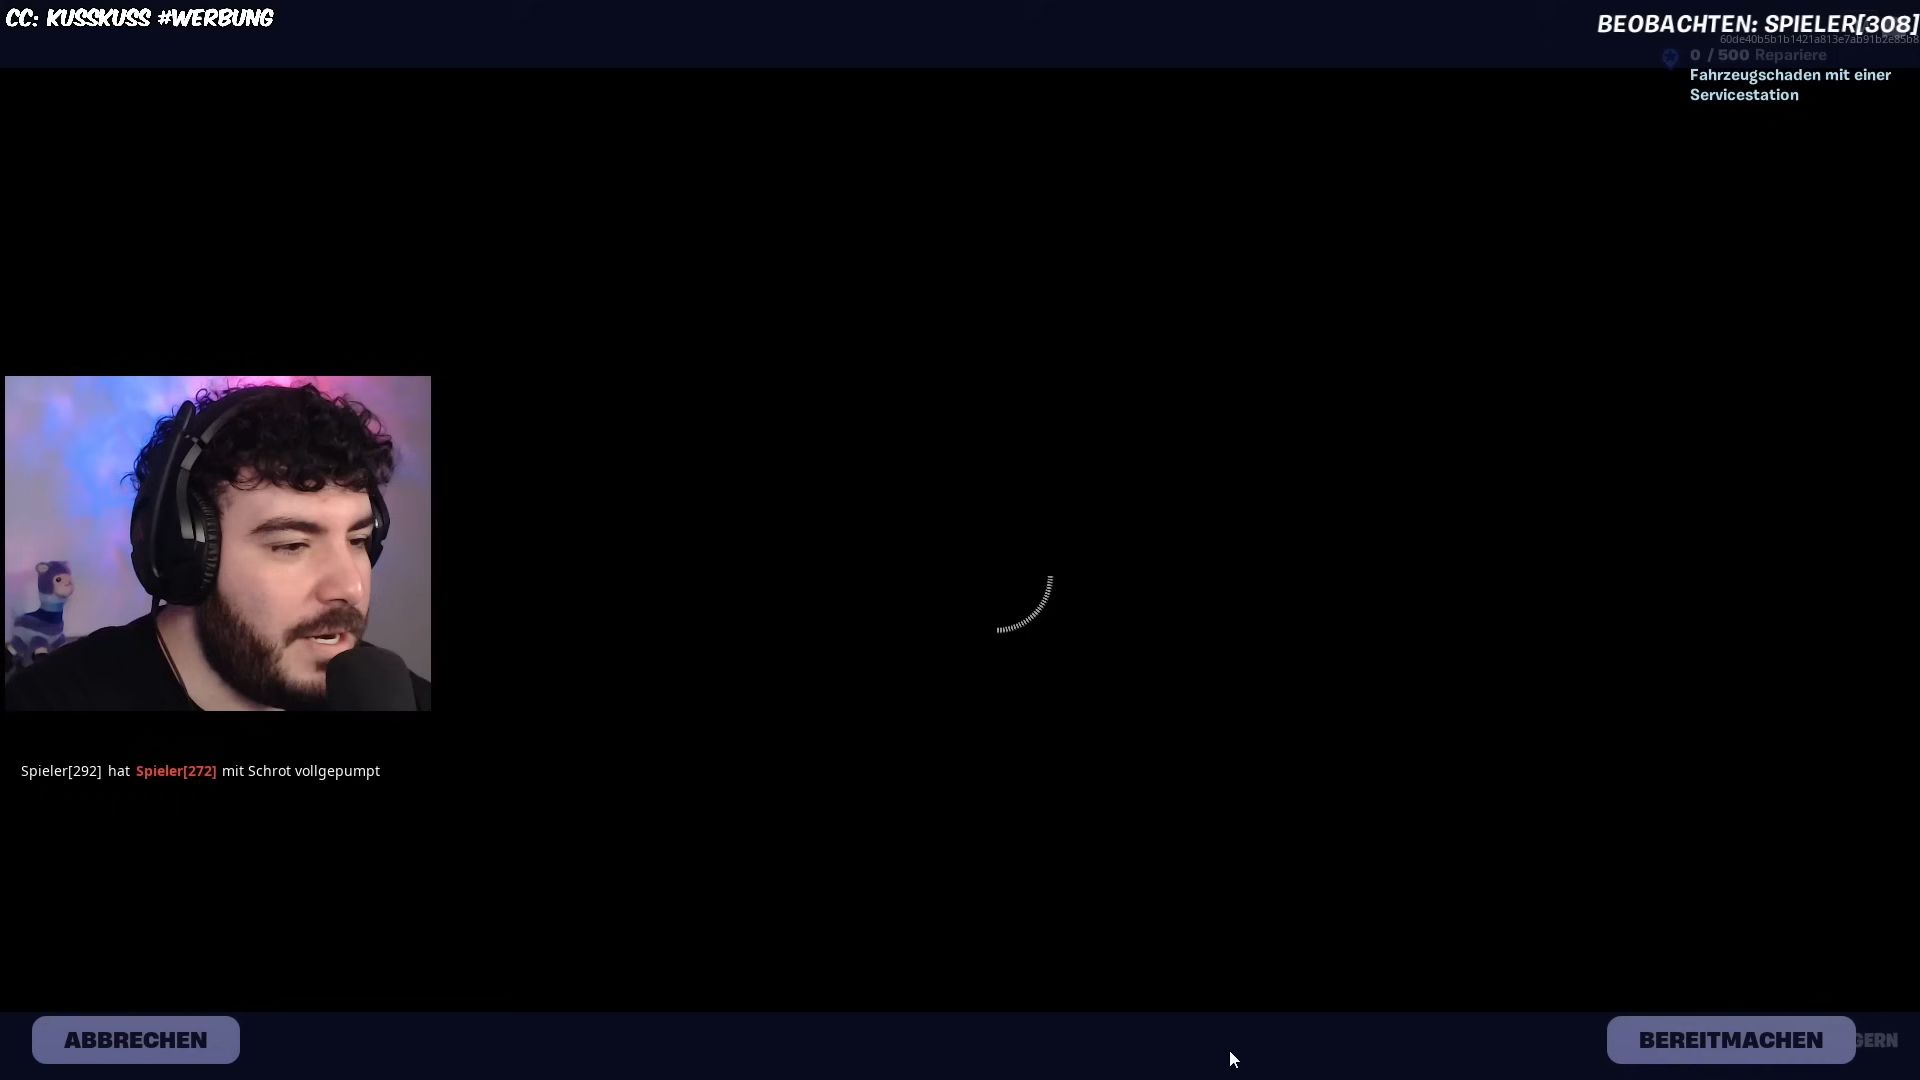 CC: KUSSKUSS #WERBUNG
BEOBACHTEN: SPIELER[308]
0 / 500 Repariere
Fahrzeugschaden mit einer
Servicestation
Spieler[292] hat Spieler[272] mit Schrot vollgepumpt
ABBRECHEN
BEREITMACHEN